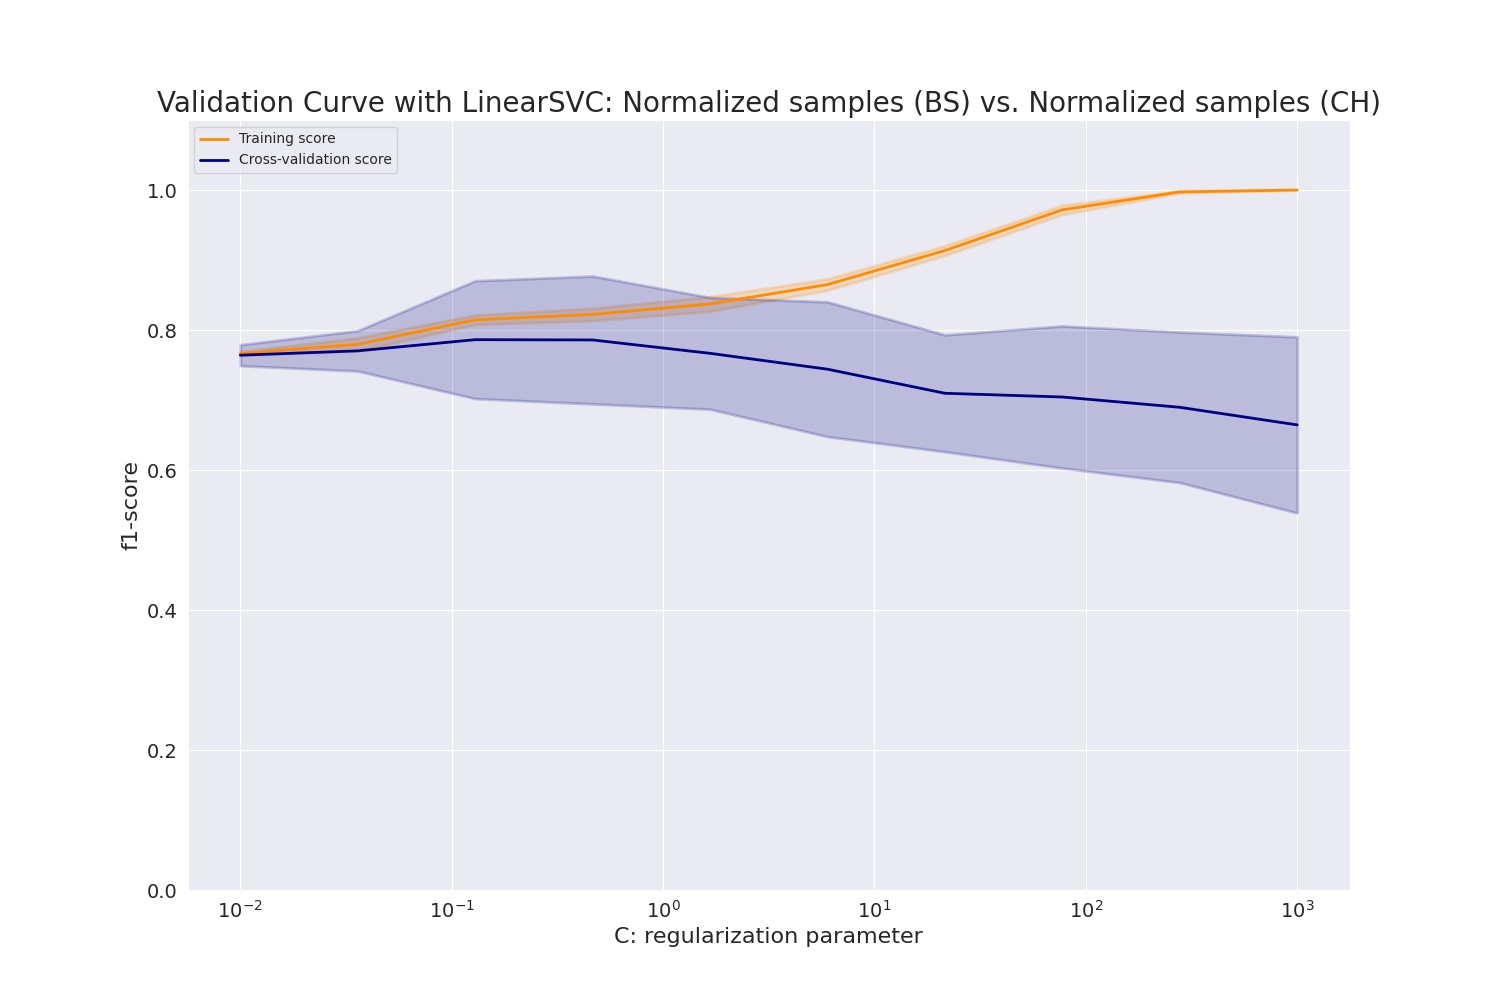 Validation Curve with LinearSVC: Normalized samples (BS) vs. Normalized samples (CH)
Training score
Cross-validation score
1.0
0.8
0.6
0.4
0.2
0.0
f1-score
10⁻² 10⁻¹ 10⁰ 10¹ 10² 10³
C: regularization parameter